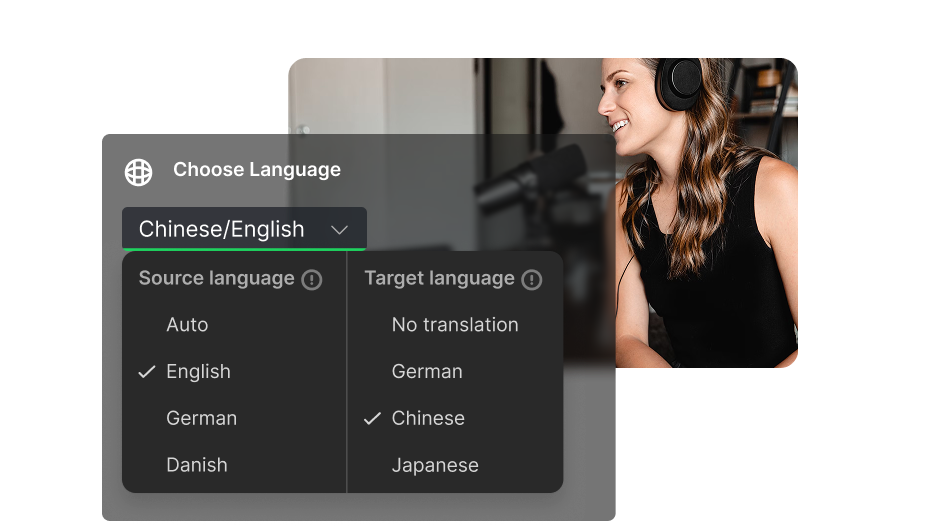 Choose Language
Chinese/English
Source language
Target language
Auto
No translation
English
German
German
Chinese
Danish
Japanese